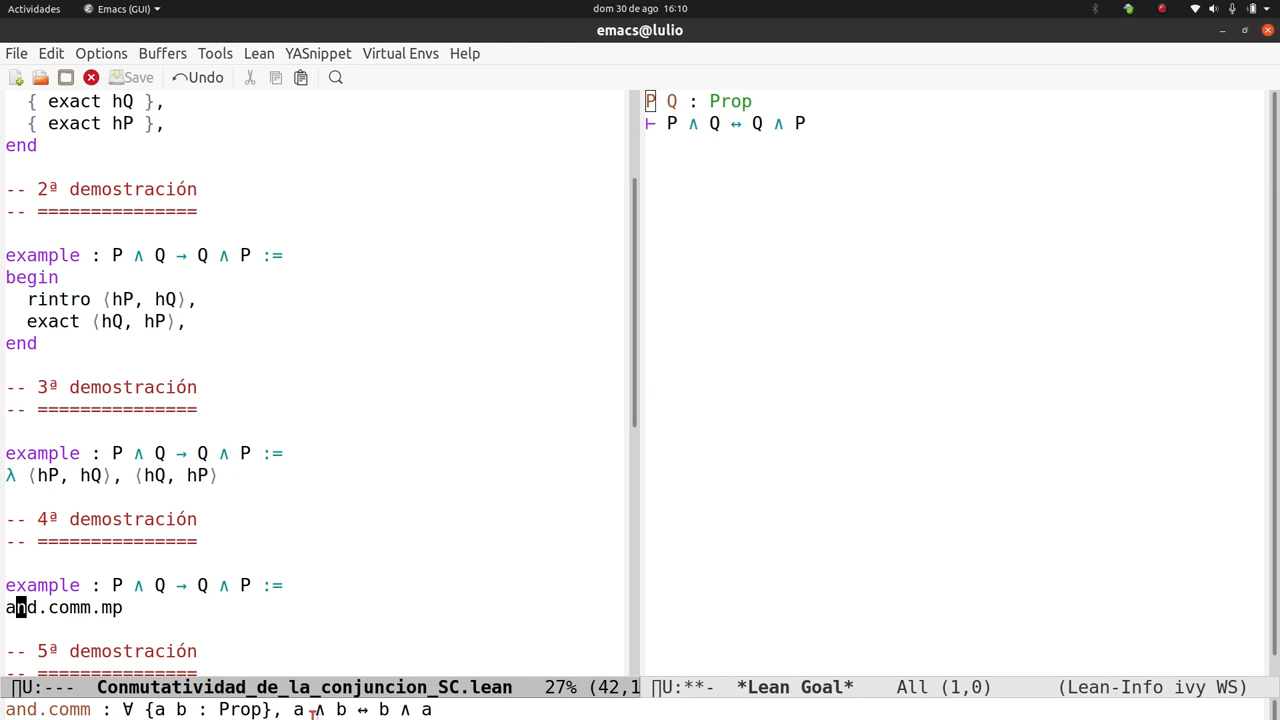 Actividades Emacs (GUI) dom 30 de ago 16:10
emacs@lulio
File Edit Options Buffers Tools Lean YASnippet Virtual Envs Help
Save Undo
{ exact hQ },
{ exact hP },
end
-- 2ª demostración
-- ===============
example : P ∧ Q → Q ∧ P :=
begin
rintro ⟨hP, hQ⟩,
exact ⟨hQ, hP⟩,
end
-- 3ª demostración
-- ===============
example : P ∧ Q → Q ∧ P :=
λ ⟨hP, hQ⟩, ⟨hQ, hP⟩
-- 4ª demostración
-- ===============
example : P ∧ Q → Q ∧ P :=
and.comm.mp
-- 5ª demostración
-- ===============
P Q : Prop
⊢ P ∧ Q ↔ Q ∧ P
∏U:--- Conmutatividad_de_la_conjuncion_SC.lean 27% (42,1
∏U:**- *Lean Goal* All (1,0) (Lean-Info ivy WS)
and.comm : ∀ {a b : Prop}, a ∧ b ↔ b ∧ a